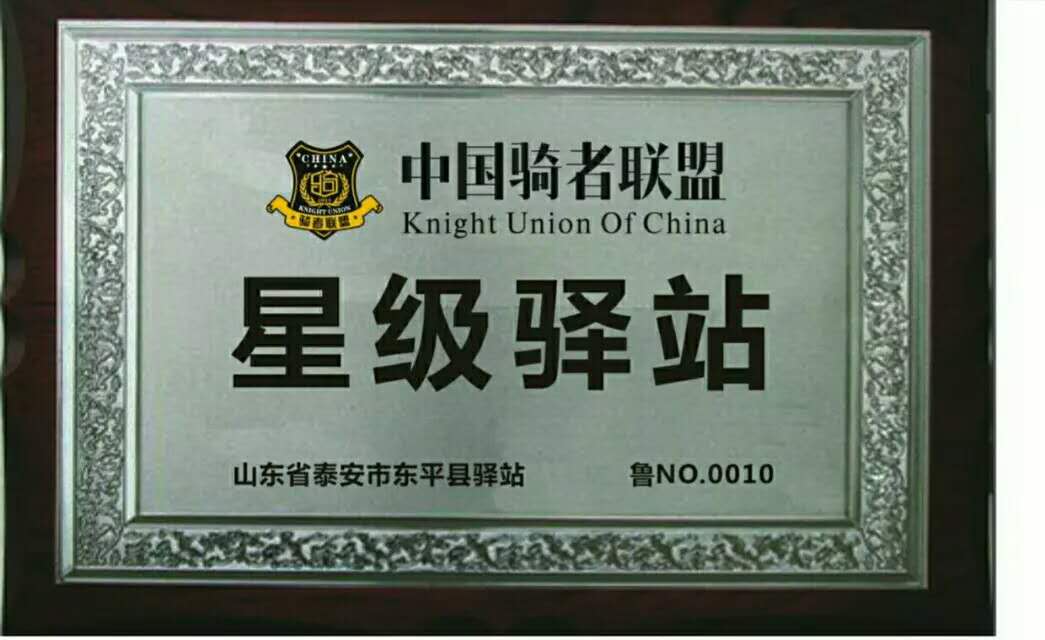 CHINA
KNIGHT UNION
骑者联盟
中国骑者联盟
Knight Union Of China
星级驿站
山东省泰安市东平县驿站 鲁NO.0010